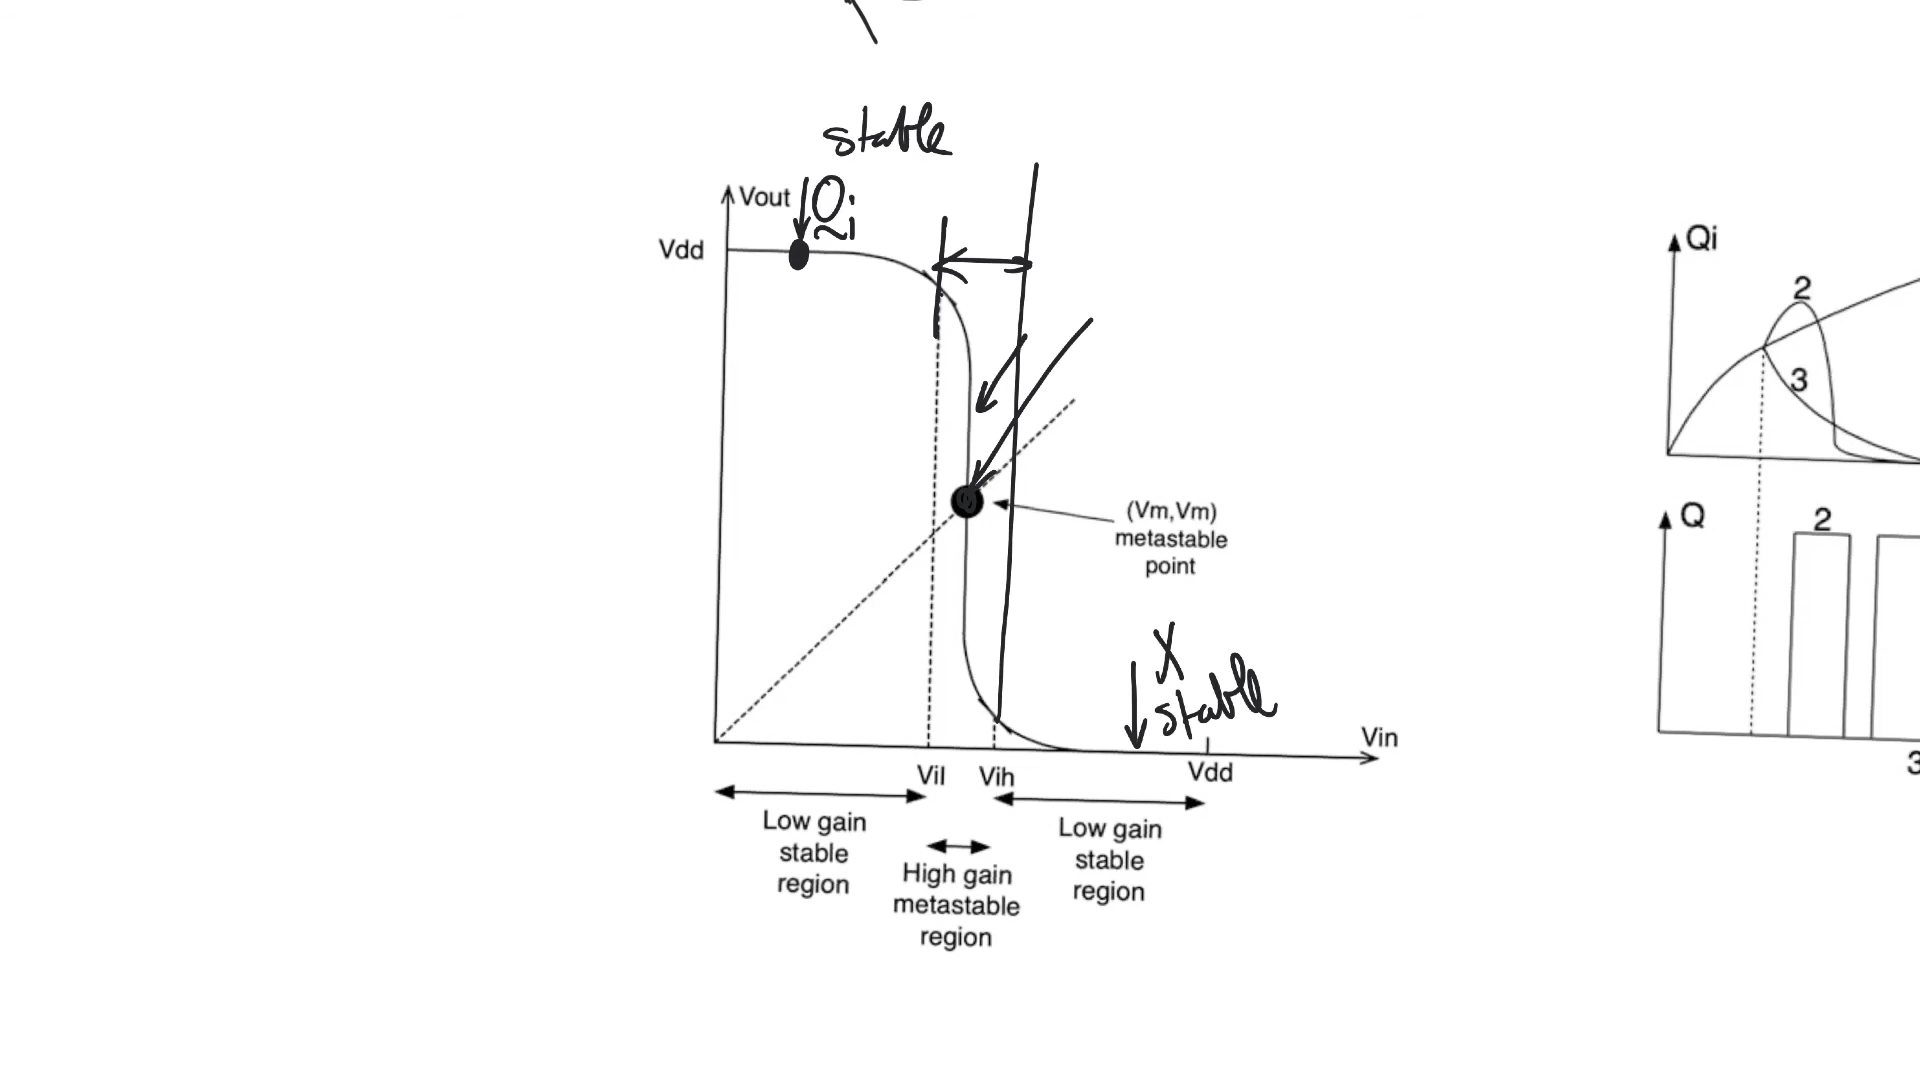 stable
Vout
Qi
Vdd
(Vm,Vm)
metastable
point
X
stable
Vin
Vil
Vih
Vdd
Low gain
stable
region
High gain
metastable
region
Low gain
stable
region
Qi
2
3
Q
2
3